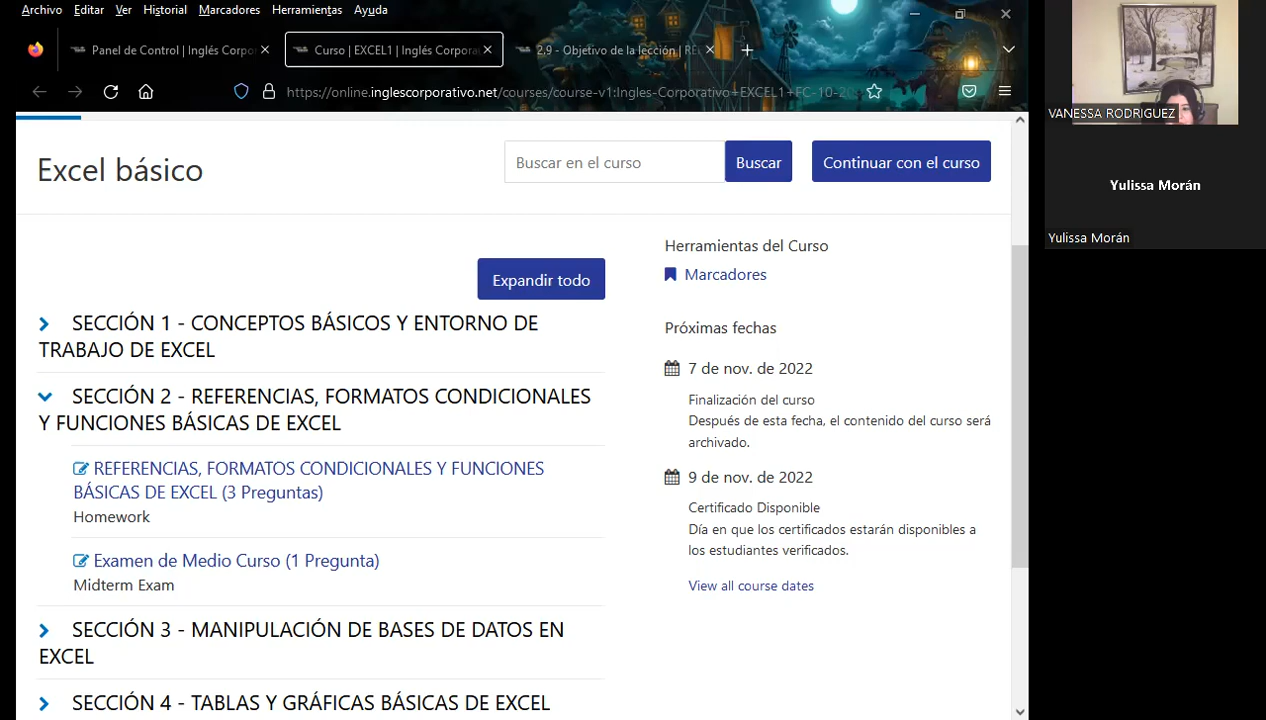 Archivo Editar Ver Historial Marcadores Herramientas Ayuda
Panel de Control | Inglés Corpo
Curso | EXCEL1 | Inglés Corpora
2.9 - Objetivo de la lección | RE
https://online.inglescorporativo.net/courses/course-v1:Ingles-Corporativo+EXCEL1+FC-10-20
Excel básico
Buscar en el curso
Buscar
Continuar con el curso
Expandir todo
SECCIÓN 1 - CONCEPTOS BÁSICOS Y ENTORNO DE
TRABAJO DE EXCEL
SECCIÓN 2 - REFERENCIAS, FORMATOS CONDICIONALES
Y FUNCIONES BÁSICAS DE EXCEL
REFERENCIAS, FORMATOS CONDICIONALES Y FUNCIONES
BÁSICAS DE EXCEL (3 Preguntas)
Homework
Examen de Medio Curso (1 Pregunta)
Midterm Exam
SECCIÓN 3 - MANIPULACIÓN DE BASES DE DATOS EN
EXCEL
SECCIÓN 4 - TABLAS Y GRÁFICAS BÁSICAS DE EXCEL
Herramientas del Curso
Marcadores
Próximas fechas
7 de nov. de 2022
Finalización del curso
Después de esta fecha, el contenido del curso será
archivado.
9 de nov. de 2022
Certificado Disponible
Día en que los certificados estarán disponibles a
los estudiantes verificados.
View all course dates
VANESSA RODRIGUEZ
Yulissa Morán
Yulissa Morán